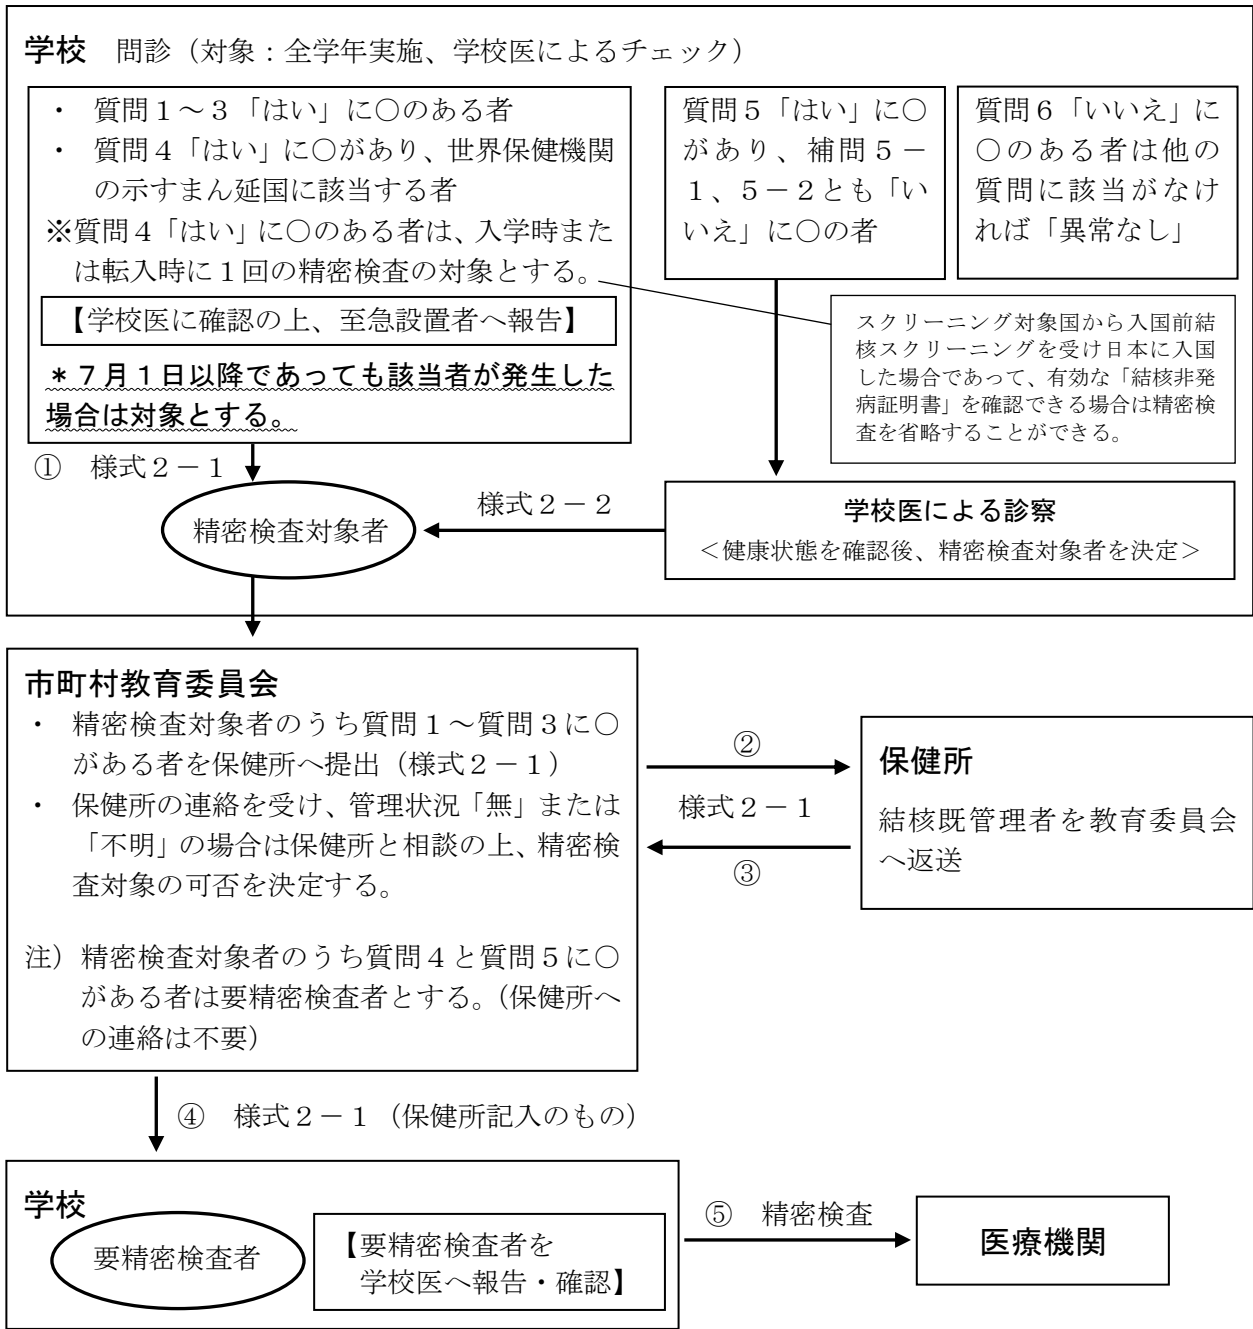 学校　問診（対象：全学年実施、学校医によるチェック）
・　質問１～３「はい」に○のある者
・　質問４「はい」に○があり、世界保健機関
の示すまん延国に該当する者
※質問４「はい」に○のある者は、入学時また
は転入時に１回の精密検査の対象とする。
【学校医に確認の上、至急設置者へ報告】
＊７月１日以降であっても該当者が発生した
場合は対象とする。
質問５「はい」に○
があり、補問５－
１、５－２とも「い
いえ」に○の者
質問６「いいえ」に
○のある者は他の
質問に該当がなけ
れば「異常なし」
スクリーニング対象国から入国前結
核スクリーニングを受け日本に入国
した場合であって、有効な「結核非発
病証明書」を確認できる場合は精密検
査を省略することができる。
①　様式２－１
精密検査対象者
様式２－２
学校医による診察
＜健康状態を確認後、精密検査対象者を決定＞
市町村教育委員会
・　精密検査対象者のうち質問１～質問３に○
がある者を保健所へ提出（様式２－１）
・　保健所の連絡を受け、管理状況「無」または
「不明」の場合は保健所と相談の上、精密検
査対象の可否を決定する。
注）精密検査対象者のうち質問４と質問５に○
がある者は要精密検査者とする。（保健所へ
の連絡は不要）
②
様式２－１
③
保健所
結核既管理者を教育委員会
へ返送
④　様式２－１（保健所記入のもの）
学校
要精密検査者
【要精密検査者を
学校医へ報告・確認】
⑤　精密検査
医療機関